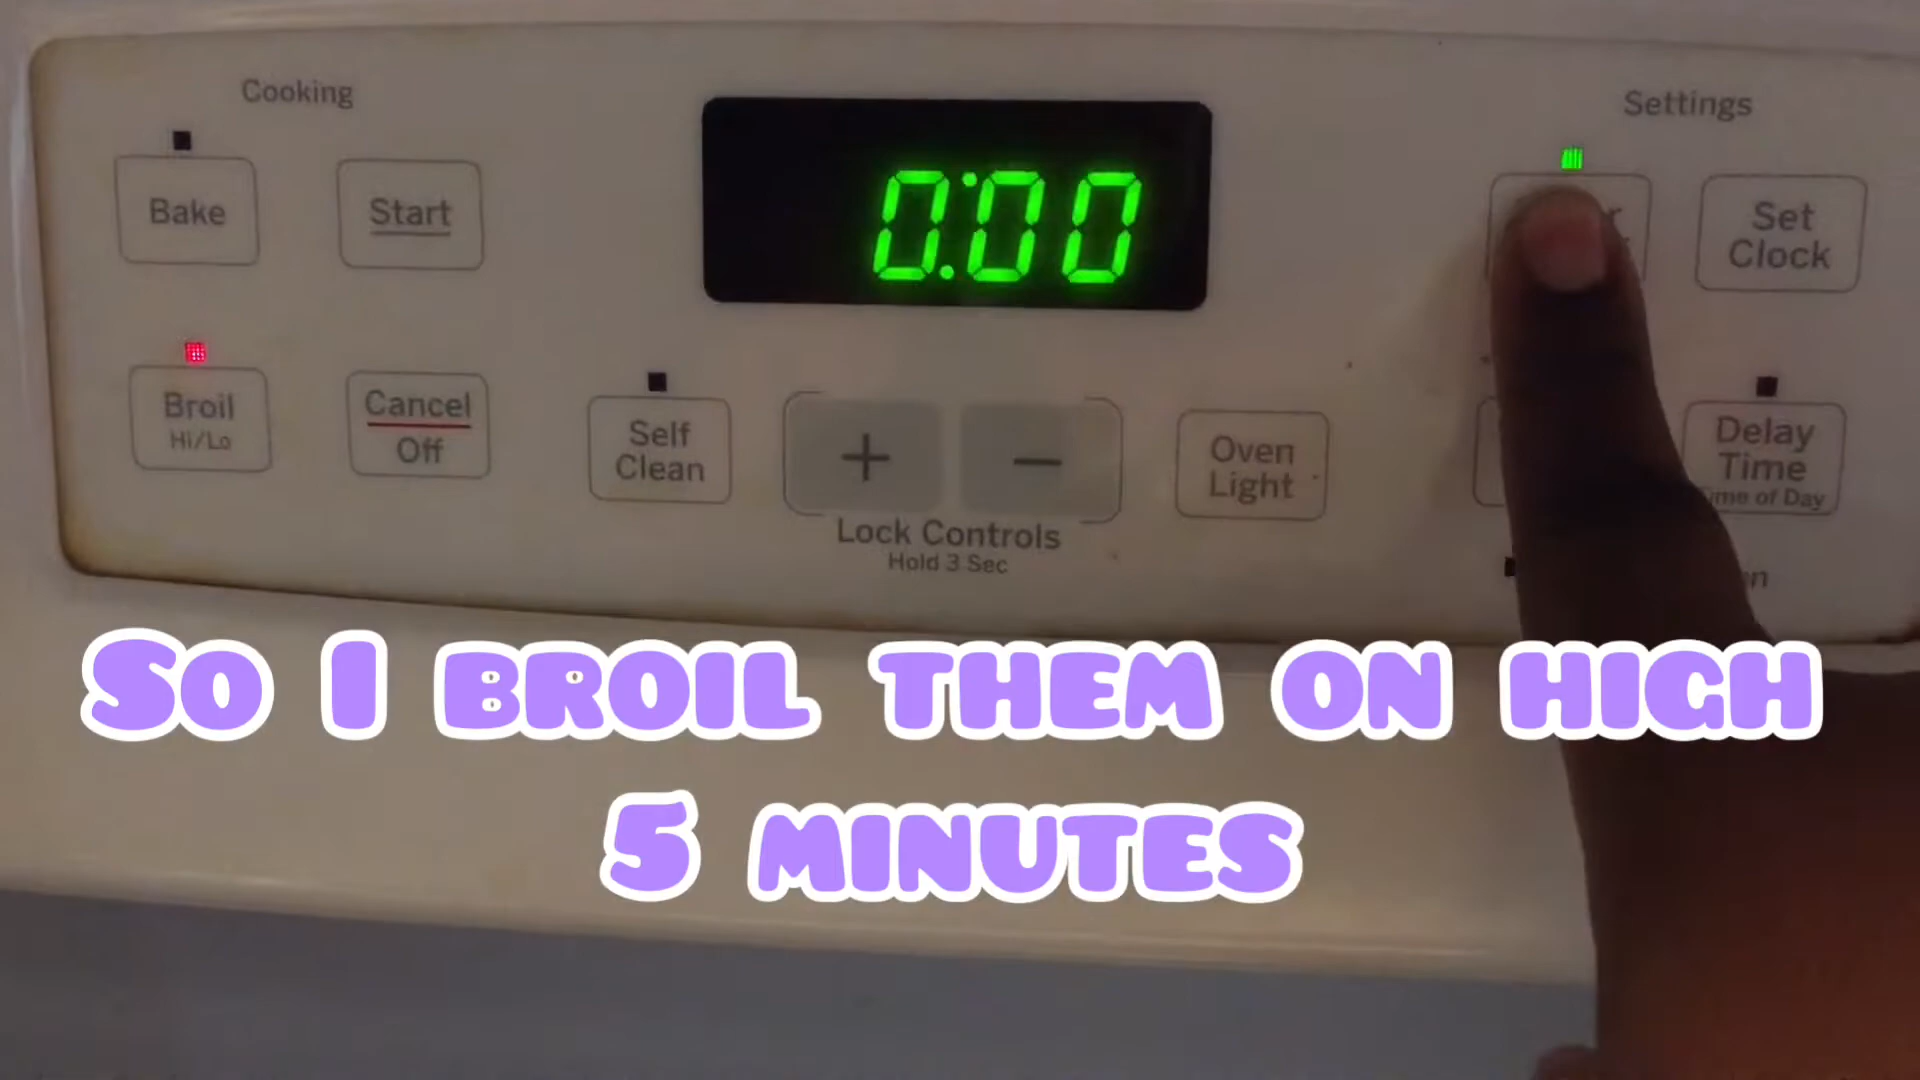 Cooking
Settings
Bake
Start
0:00
Set
Clock
Broil
Hi/Lo
Cancel
Off
Self
Clean
+
−
Oven
Light
Delay
Time
Lock Controls
Hold 3 Sec
So I broil them on high
5 minutes